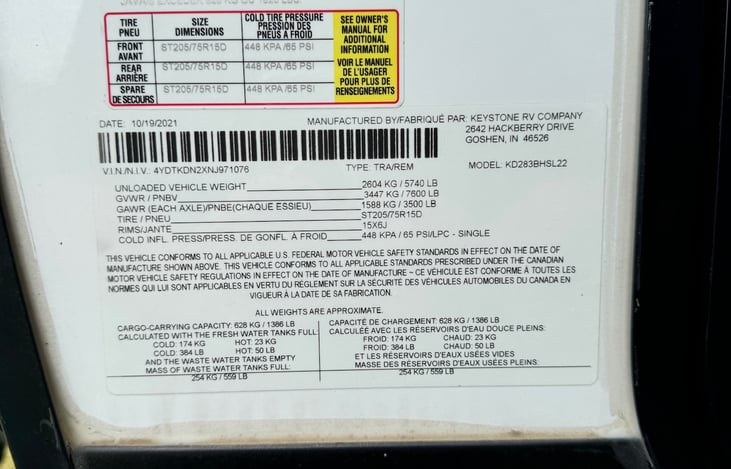 TIRE PNEU SIZE DIMENSIONS COLD TIRE PRESSURE PRESSION DES PNEUS À FROID
FRONT AVANT ST205/75R15D 448 KPA /65 PSI
REAR ARRIÈRE ST205/75R15D 448 KPA /65 PSI
SPARE DE SECOURS ST205/75R15D 448 KPA /65 PSI
SEE OWNER'S
MANUAL FOR
ADDITIONAL
INFORMATION
VOIR LE MANUEL
DE L'USAGER
POUR PLUS DE
RENSEIGNEMENTS
DATE: 10/19/2021 MANUFACTURED BY/FABRIQUÉ PAR: KEYSTONE RV COMPANY
2642 HACKBERRY DRIVE
GOSHEN, IN 46526
V.I.N./N.I.V.: 4YDTKDN2XNJ971076 TYPE: TRA/REM MODEL: KD283BHSL22
UNLOADED VEHICLE WEIGHT 2604 KG / 5740 LB
GVWR / PNBV 3447 KG / 7600 LB
GAWR (EACH AXLE)/PNBE(CHAQUE ESSIEU) 1588 KG / 3500 LB
TIRE / PNEU ST205/75R15D
RIMS/JANTE 15X6J
COLD INFL. PRESS/PRESS. DE GONFL. À FROID 448 KPA / 65 PSI/LPC - SINGLE
THIS VEHICLE CONFORMS TO ALL APPLICABLE U.S. FEDERAL MOTOR VEHICLE SAFETY STANDARDS IN EFFECT ON THE DATE OF
MANUFACTURE SHOWN ABOVE. THIS VEHICLE CONFORMS TO ALL APPLICABLE STANDARDS PRESCRIBED UNDER THE CANADIAN
MOTOR VEHICLE SAFETY REGULATIONS IN EFFECT ON THE DATE OF MANUFACTURE ~ CE VÉHICULE EST CONFORME À TOUTES LES
NORMES QUI LUI SONT APPLICABLES EN VERTU DU RÈGLEMENT SUR LA SÉCURITÉ DES VÉHICULES AUTOMOBILES DU CANADA EN
VIGUEUR À LA DATE DE SA FABRICATION.
ALL WEIGHTS ARE APPROXIMATE.
CARGO-CARRYING CAPACITY: 628 KG / 1386 LB
CALCULATED WITH THE FRESH WATER TANKS FULL:
COLD: 174 KG HOT: 23 KG
COLD: 384 LB HOT: 50 LB
AND THE WASTE WATER TANKS EMPTY
MASS OF WASTE WATER TANKS FULL:
254 KG / 559 LB
CAPACITÉ DE CHARGEMENT: 628 KG / 1386 LB
CALCULÉE AVEC LES RÉSERVOIRS D'EAU DOUCE PLEINS:
FROID: 174 KG CHAUD: 23 KG
FROID: 384 LB CHAUD: 50 LB
ET LES RÉSERVOIRS D'EAUX USÉES VIDES
MASSE DES RÉSERVOIRS D'EAUX USÉES PLEINS:
254 KG / 559 LB